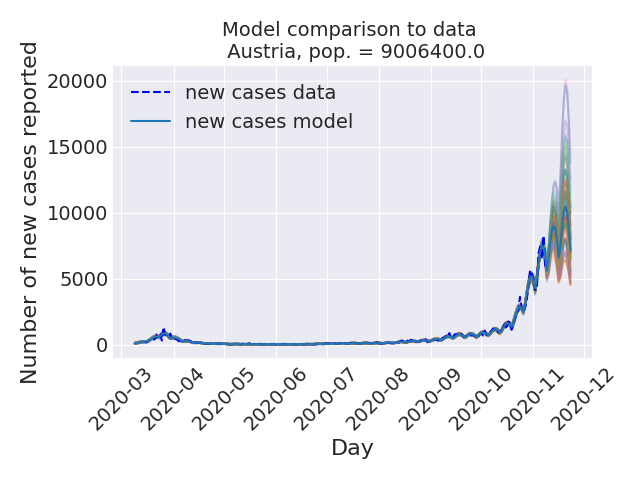 Model comparison to data
Austria, pop. = 9006400.0
Number of new cases reported
20000
15000
10000
5000
0
new cases data
new cases model
2020-03
2020-04
2020-05
2020-06
2020-07
2020-08
2020-09
2020-10
2020-11
2020-12
Day